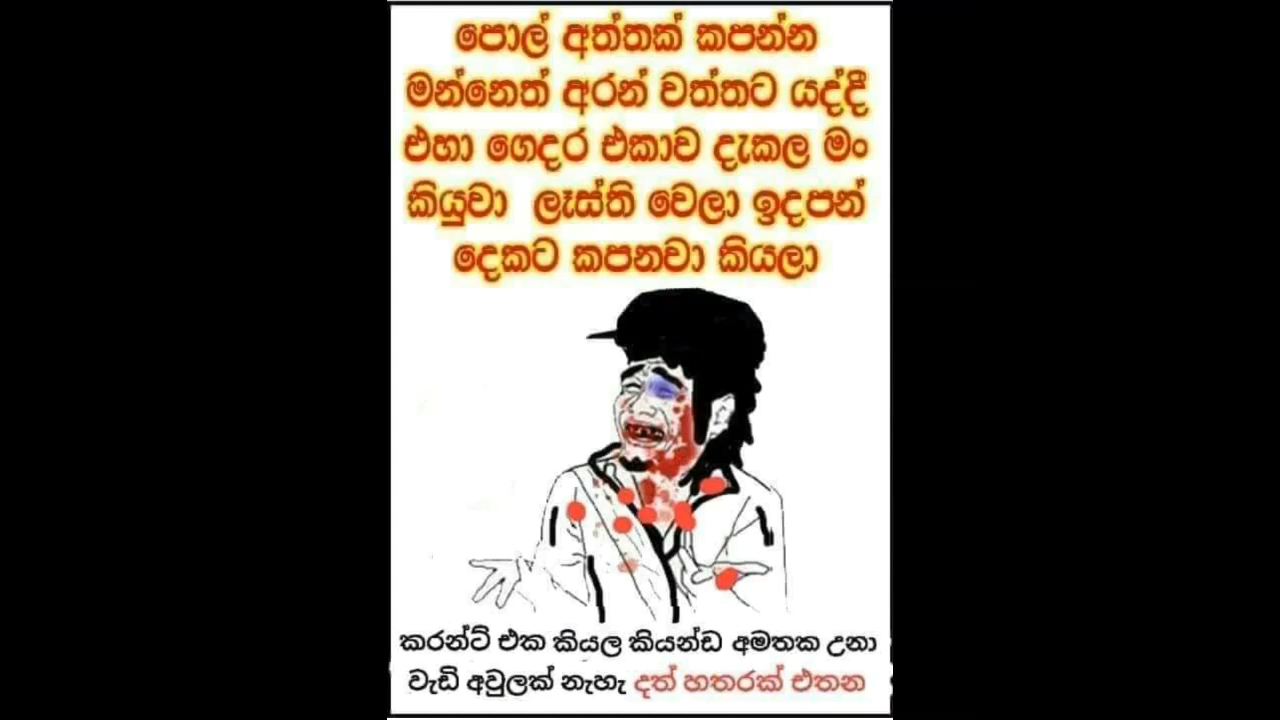 පොල් අත්තක් කපන්න
මන්නෙත් අරන් වත්තට යද්දී
එහා ගෙදර එකාව දැකල මං
කියුවා ලෑස්ති වෙලා ඉදපන්
දෙකට කපනවා කියලා
කරන්ට් එක කියල කියන්ඩ අමතක උනා
වැඩි අවුලක් නැහැ දත් හතරක් එතන